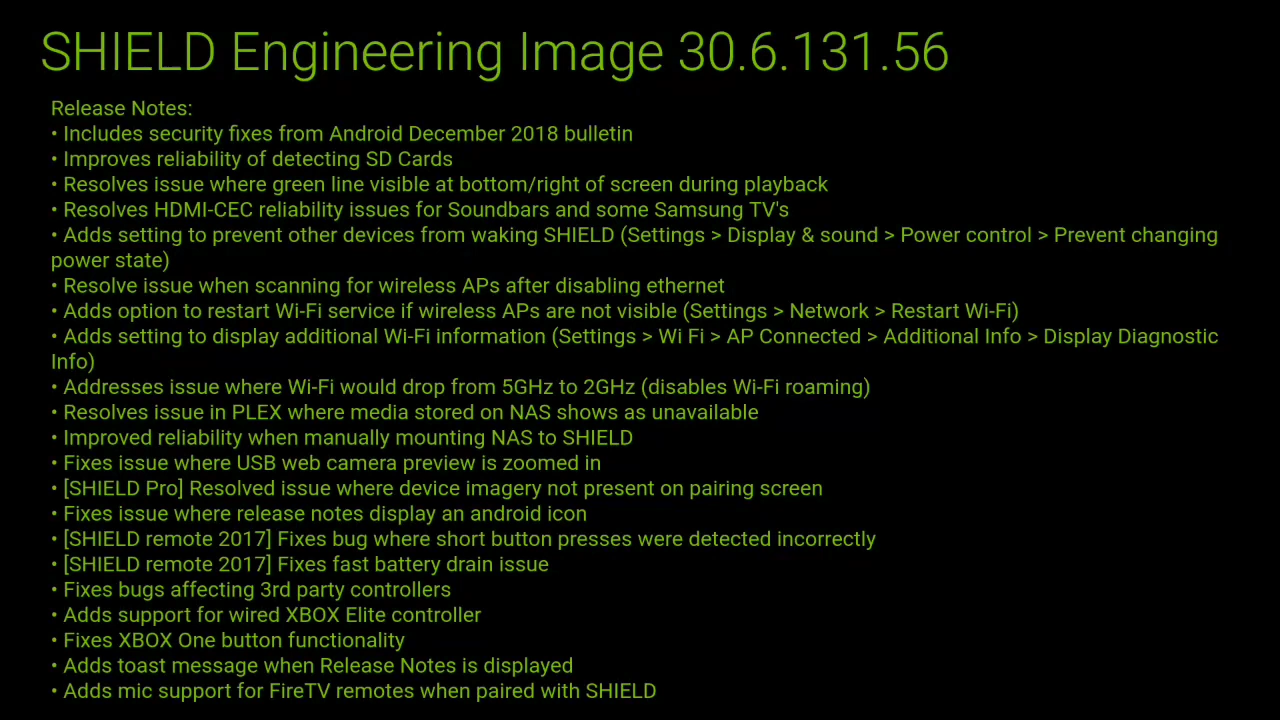 SHIELD Engineering Image 30.6.131.56
Release Notes:
• Includes security fixes from Android December 2018 bulletin
• Improves reliability of detecting SD Cards
• Resolves issue where green line visible at bottom/right of screen during playback
• Resolves HDMI-CEC reliability issues for Soundbars and some Samsung TV's
• Adds setting to prevent other devices from waking SHIELD (Settings > Display & sound > Power control > Prevent changing
power state)
• Resolve issue when scanning for wireless APs after disabling ethernet
• Adds option to restart Wi-Fi service if wireless APs are not visible (Settings > Network > Restart Wi-Fi)
• Adds setting to display additional Wi-Fi information (Settings > Wi Fi > AP Connected > Additional Info > Display Diagnostic
Info)
• Addresses issue where Wi-Fi would drop from 5GHz to 2GHz (disables Wi-Fi roaming)
• Resolves issue in PLEX where media stored on NAS shows as unavailable
• Improved reliability when manually mounting NAS to SHIELD
• Fixes issue where USB web camera preview is zoomed in
• [SHIELD Pro] Resolved issue where device imagery not present on pairing screen
• Fixes issue where release notes display an android icon
• [SHIELD remote 2017] Fixes bug where short button presses were detected incorrectly
• [SHIELD remote 2017] Fixes fast battery drain issue
• Fixes bugs affecting 3rd party controllers
• Adds support for wired XBOX Elite controller
• Fixes XBOX One button functionality
• Adds toast message when Release Notes is displayed
• Adds mic support for FireTV remotes when paired with SHIELD